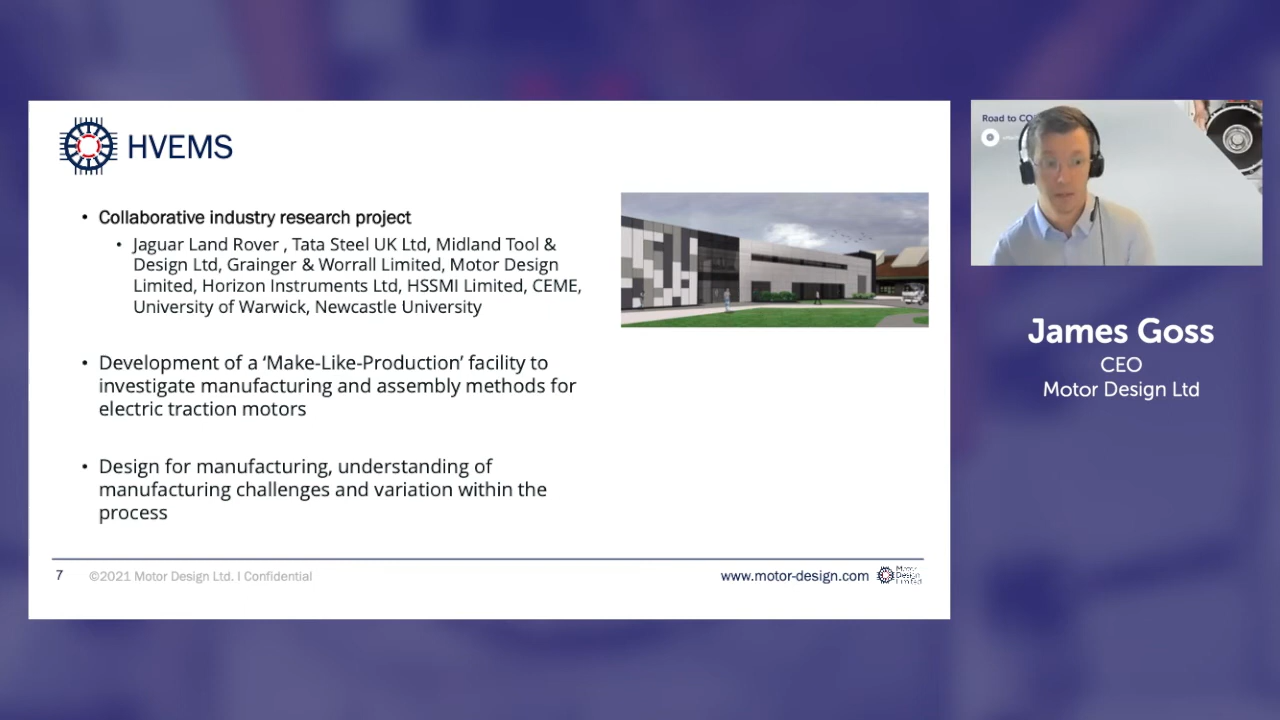 HVEMS
• Collaborative industry research project
• Jaguar Land Rover , Tata Steel UK Ltd, Midland Tool &
Design Ltd, Grainger & Worrall Limited, Motor Design
Limited, Horizon Instruments Ltd, HSSMI Limited, CEME,
University of Warwick, Newcastle University
• Development of a ‘Make-Like-Production’ facility to
investigate manufacturing and assembly methods for
electric traction motors
• Design for manufacturing, understanding of
manufacturing challenges and variation within the
process
7 ©2021 Motor Design Ltd. I Confidential
www.motor-design.com
Motor
Design
Limited
Road to
James Goss
CEO
Motor Design Ltd